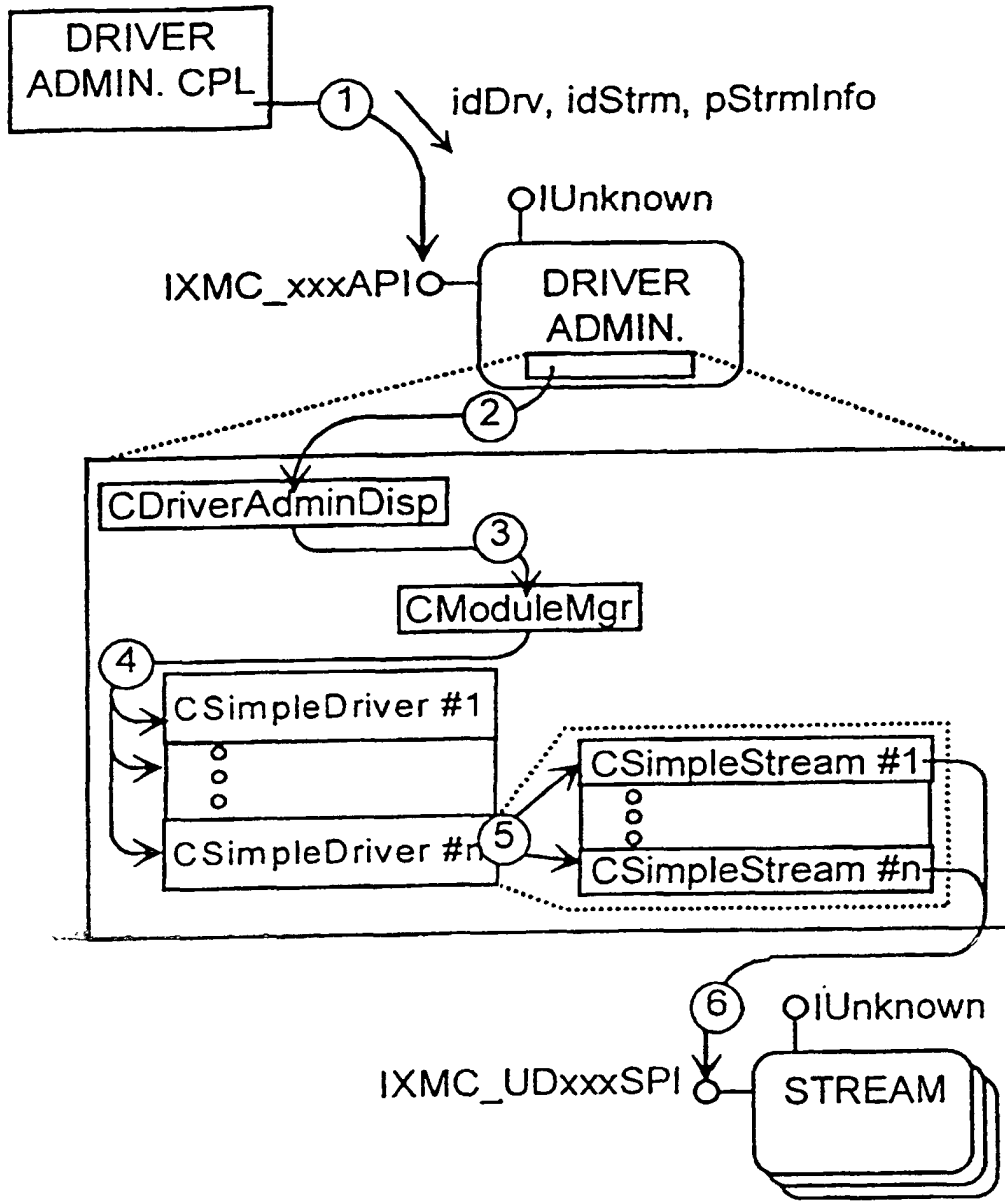 DRIVER
ADMIN. CPL
1
idDrv, idStrm, pStrmInfo
IUnknown
IXMC_xxxAPI
DRIVER
ADMIN.
2
CDriverAdminDisp
3
CModuleMgr
4
CSimpleDriver #1
CSimpleStream #1
5
CSimpleDriver #n
CSimpleStream #n
6
IUnknown
IXMC_UDxxxSPI
STREAM